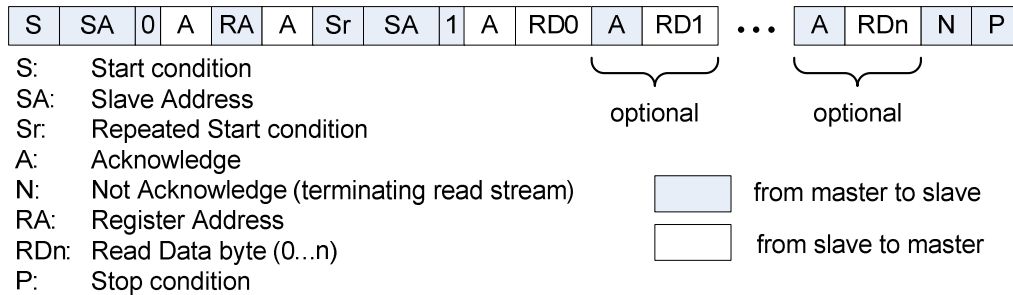 S SA 0 A RA A Sr SA 1 A RD0 A RD1 ... A RDn N P
optional optional
S: Start condition
SA: Slave Address
Sr: Repeated Start condition
A: Acknowledge
N: Not Acknowledge (terminating read stream)
RA: Register Address
RDn: Read Data byte (0...n)
P: Stop condition
from master to slave
from slave to master